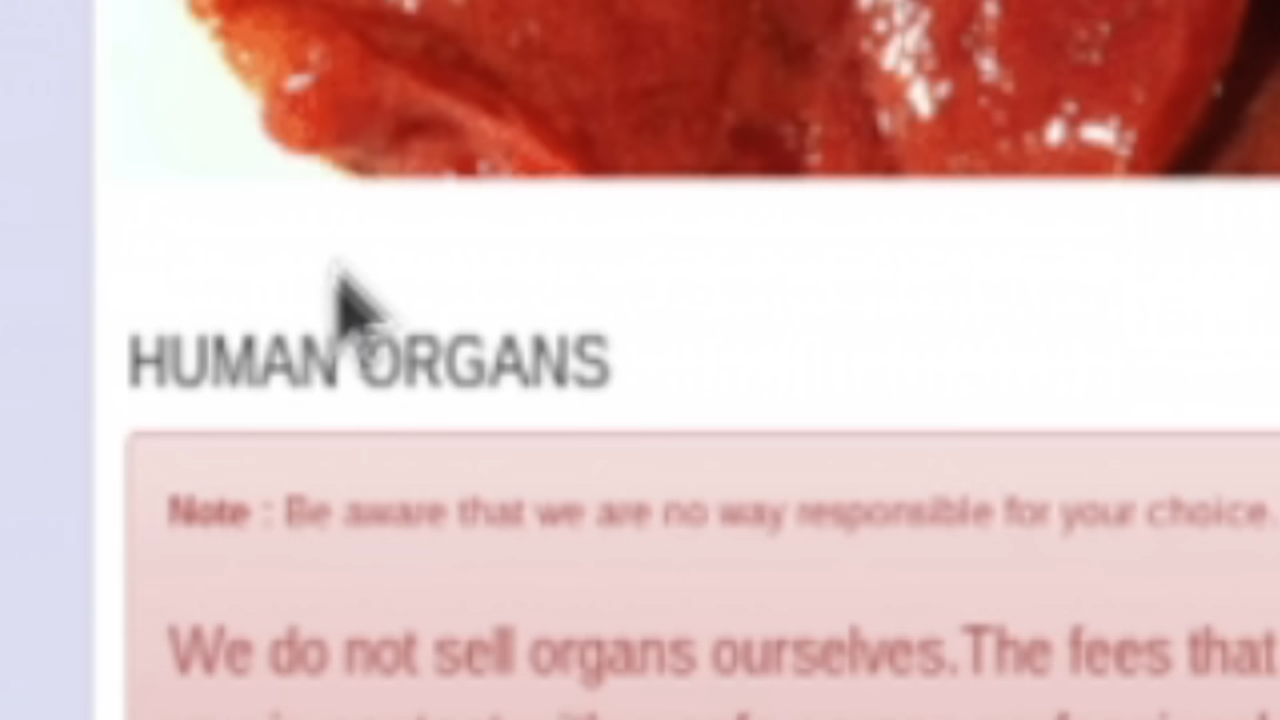 HUMAN ORGANS
Note : Be aware that we are no way responsible for your choice.
We do not sell organs ourselves.The fees that